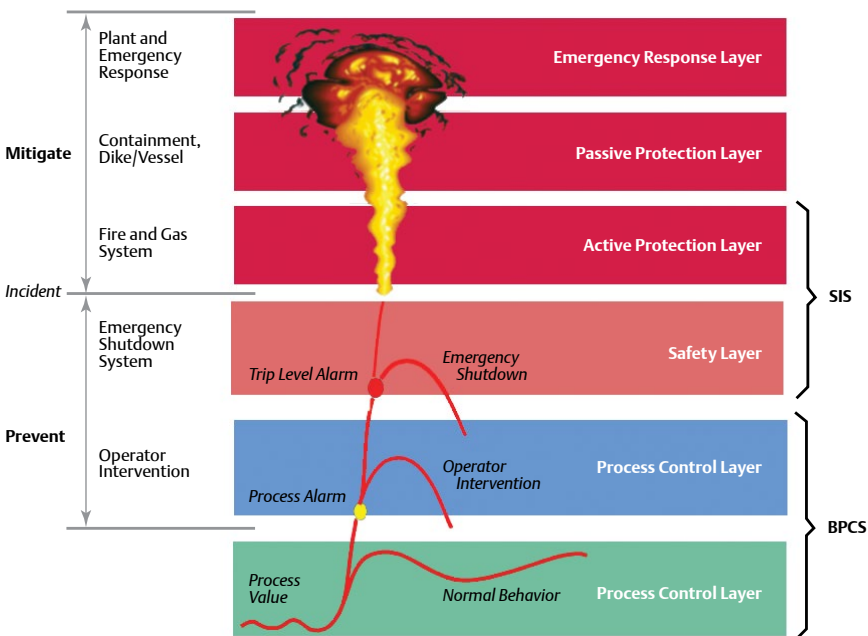 Plant and
Emergency
Response
Emergency Response Layer
Mitigate
Containment,
Dike/Vessel
Passive Protection Layer
Fire and Gas
System
Active Protection Layer
Incident
SIS
Emergency
Shutdown
System
Trip Level Alarm
Emergency
Shutdown
Safety Layer
Prevent
Operator
Intervention
Process Alarm
Operator
Intervention
Process Control Layer
BPCS
Process
Value
Normal Behavior
Process Control Layer